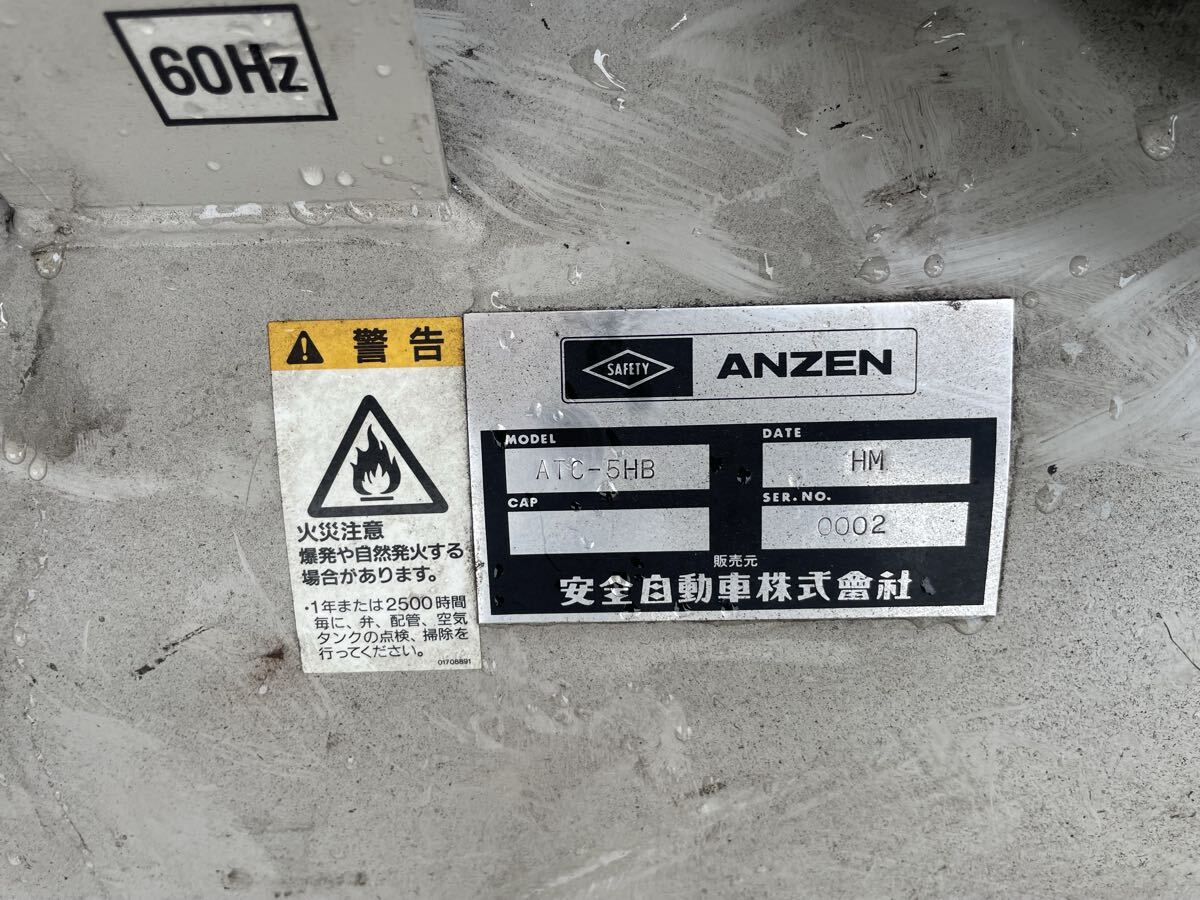 60Hz
警告
火災注意
爆発や自然発火する
場合があります。
・1年または2500時間
毎に、弁、配管、空気
タンクの点検、掃除を
行ってください。
01708891
SAFETY ANZEN
MODEL
ATC-5HB
DATE
HM
CAP
SER. NO.
0002
販売元
安全自動車株式會社